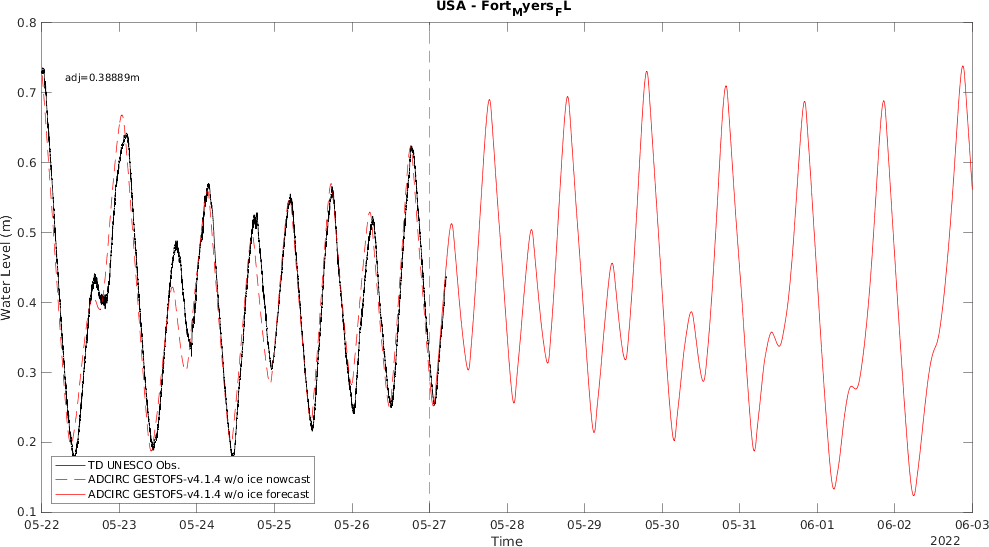 USA - Fort_Myers_FL
adj=0.38889m
Water Level (m)
0.8
0.7
0.6
0.5
0.4
0.3
0.2
0.1
TD UNESCO Obs.
ADCIRC GESTOFS-v4.1.4 w/o ice nowcast
ADCIRC GESTOFS-v4.1.4 w/o ice forecast
05-22 05-23 05-24 05-25 05-26 05-27 05-28 05-29 05-30 05-31 06-01 06-02 06-03
Time
2022